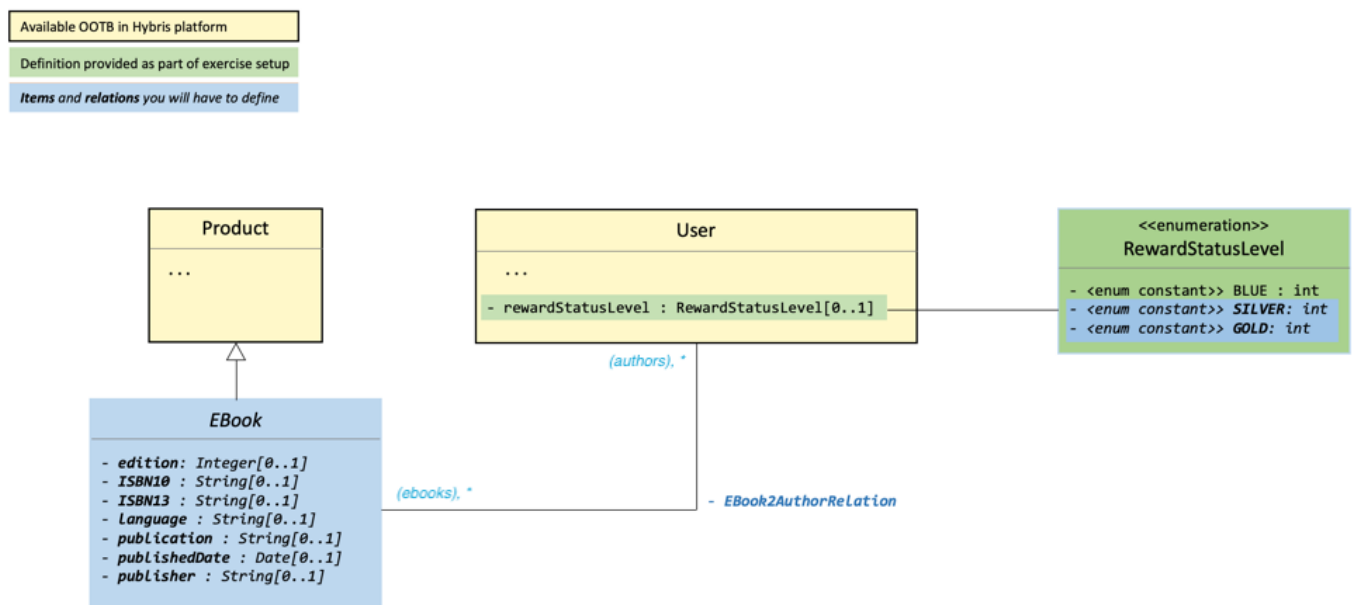 Available OOTB in Hybris platform
Definition provided as part of exercise setup
Items and relations you will have to define
Product
...
User
...
- rewardStatusLevel : RewardStatusLevel[0..1]
<<enumeration>>
RewardStatusLevel
- <enum constant>> BLUE : int
- <enum constant>> SILVER: int
- <enum constant>> GOLD: int
(authors), *
EBook
- edition: Integer[0..1]
- ISBN10 : String[0..1]
- ISBN13 : String[0..1]
- language : String[0..1]
- publication : String[0..1]
- publishedDate : Date[0..1]
- publisher : String[0..1]
(ebooks), *
- EBook2AuthorRelation